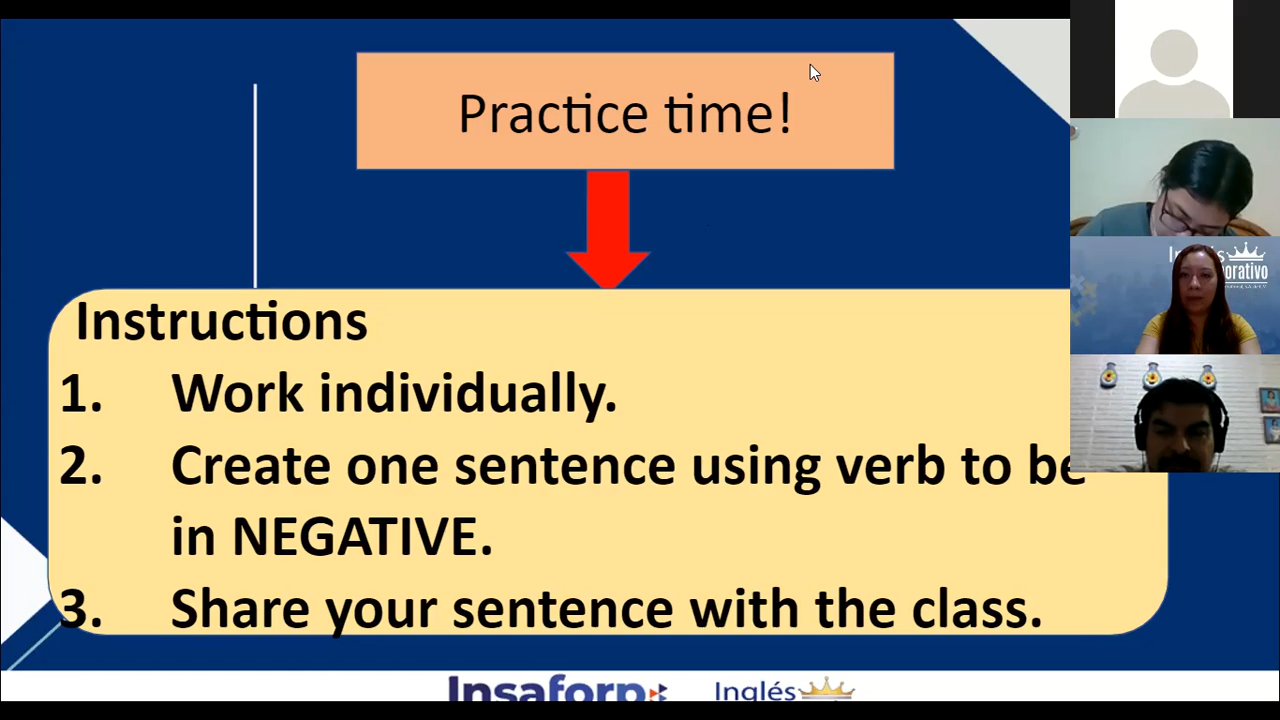 Practice time!
Instructions
1. Work individually.
2. Create one sentence using verb to be
in NEGATIVE.
3. Share your sentence with the class.
Insaforp
Inglés